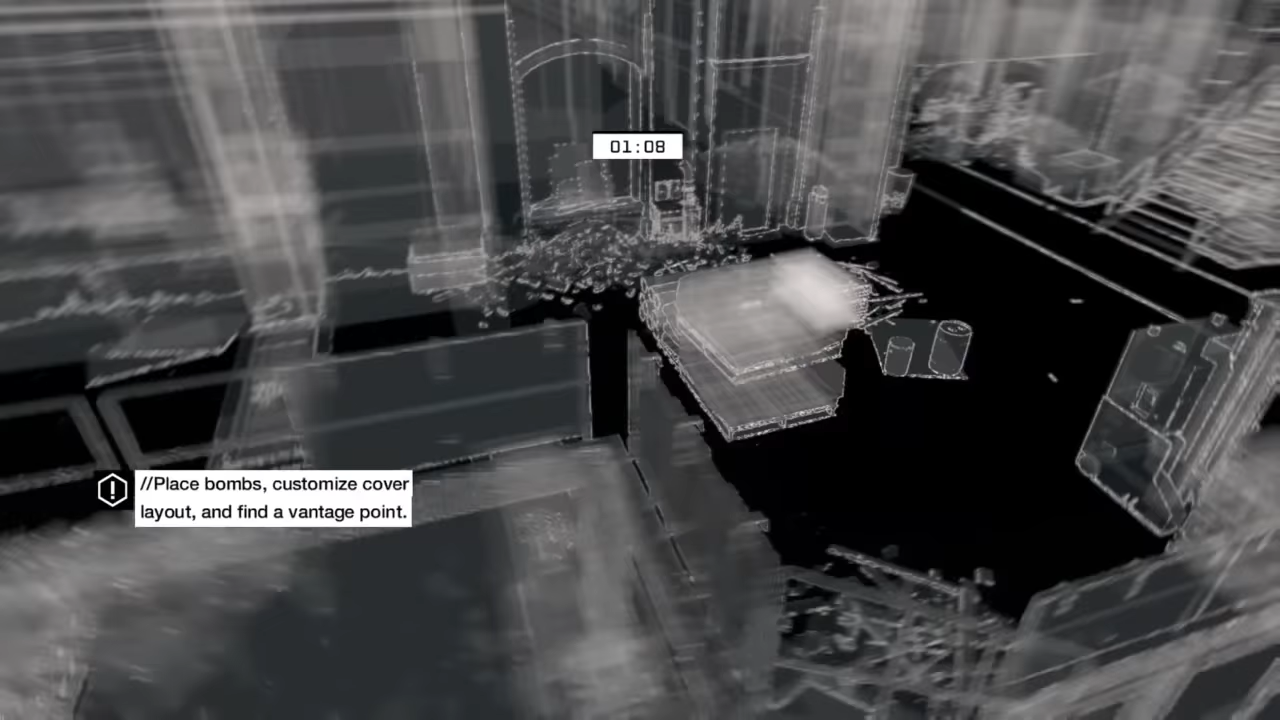 01:08
//Place bombs, customize cover
layout, and find a vantage point.